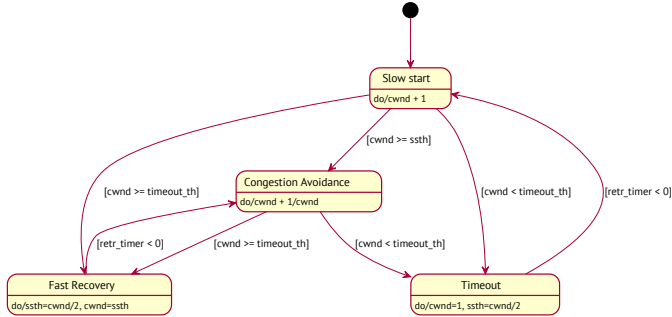 Slow start
do/cwnd + 1
[cwnd >= ssth]
Congestion Avoidance
do/cwnd + 1/cwnd
[cwnd >= timeout_th]
[cwnd < timeout_th]
[retr_timer < 0]
[retr_timer < 0]
[cwnd >= timeout_th]
[cwnd < timeout_th]
Fast Recovery
do/ssth=cwnd/2, cwnd=ssth
Timeout
do/cwnd=1, ssth=cwnd/2